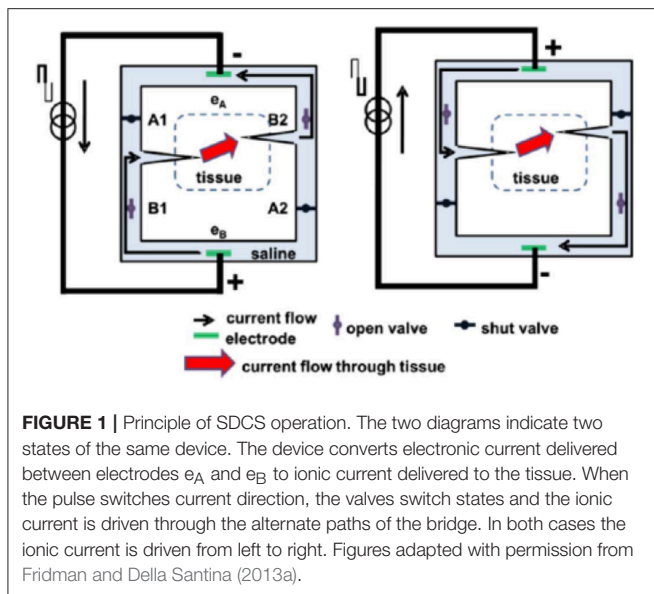 -
+
e_A
A1
B2
tissue
tissue
B1
A2
e_B
saline
+
-
current flow
electrode
open valve
shut valve
current flow through tissue
FIGURE 1 | Principle of SDCS operation. The two diagrams indicate two
states of the same device. The device converts electronic current delivered
between electrodes e_A and e_B to ionic current delivered to the tissue. When
the pulse switches current direction, the valves switch states and the ionic
current is driven through the alternate paths of the bridge. In both cases the
ionic current is driven from left to right. Figures adapted with permission from
Fridman and Della Santina (2013a).